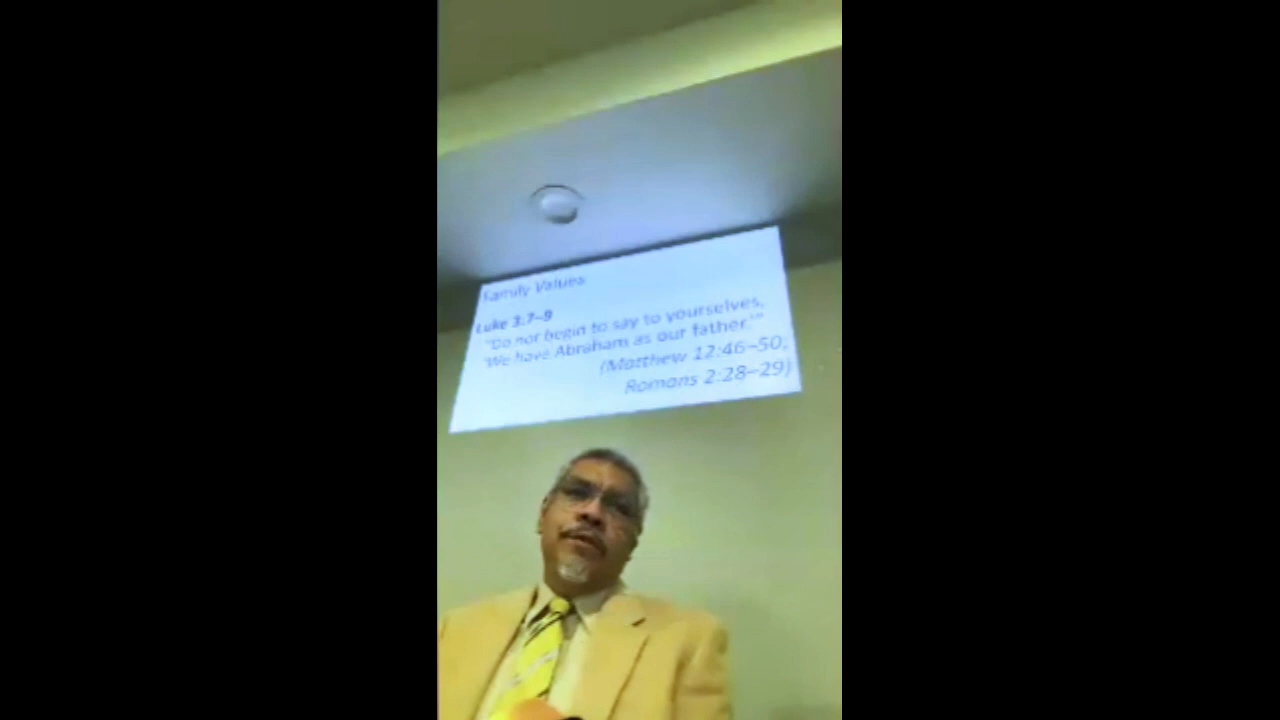 Family Values
Luke 3:7–9
"Do not begin to say to yourselves,
'We have Abraham as our father.'"
(Matthew 12:46–50;
Romans 2:28–29)